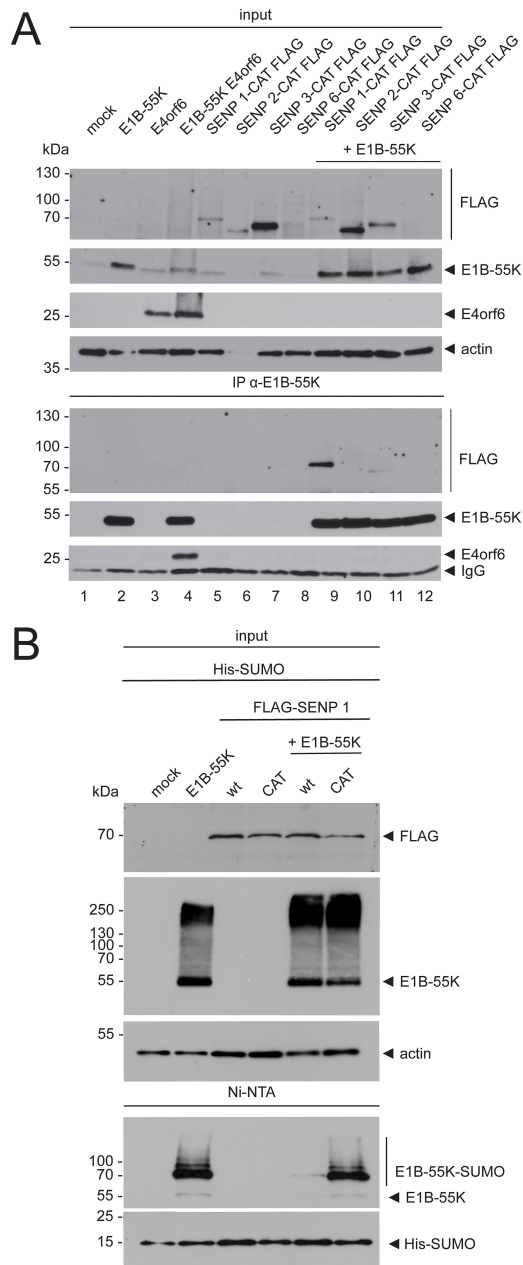 A
input
mock
E1B-55K
E4orf6
E1B-55K E4orf6
SENP 1-CAT FLAG
SENP 2-CAT FLAG
SENP 3-CAT FLAG
SENP 6-CAT FLAG
SENP 1-CAT FLAG
SENP 2-CAT FLAG
SENP 3-CAT FLAG
SENP 6-CAT FLAG
kDa
+ E1B-55K
130 -
100 -
70 -
FLAG
55 -
◄ E1B-55K
25 -
◄ E4orf6
◄ actin
35 -
IP α-E1B-55K
130 -
100 -
70 -
55 -
FLAG
55 -
◄ E1B-55K
25 -
◄ E4orf6
◄ IgG
1 2 3 4 5 6 7 8 9 10 11 12
B
input
His-SUMO
FLAG-SENP 1
+ E1B-55K
kDa
mock
E1B-55K
wt
CAT
wt
CAT
70 -
◄ FLAG
250 -
130 -
100 -
70 -
55 -
◄ E1B-55K
55 -
◄ actin
Ni-NTA
100 -
70 -
E1B-55K-SUMO
55 -
◄ E1B-55K
25 -
15 -
◄ His-SUMO